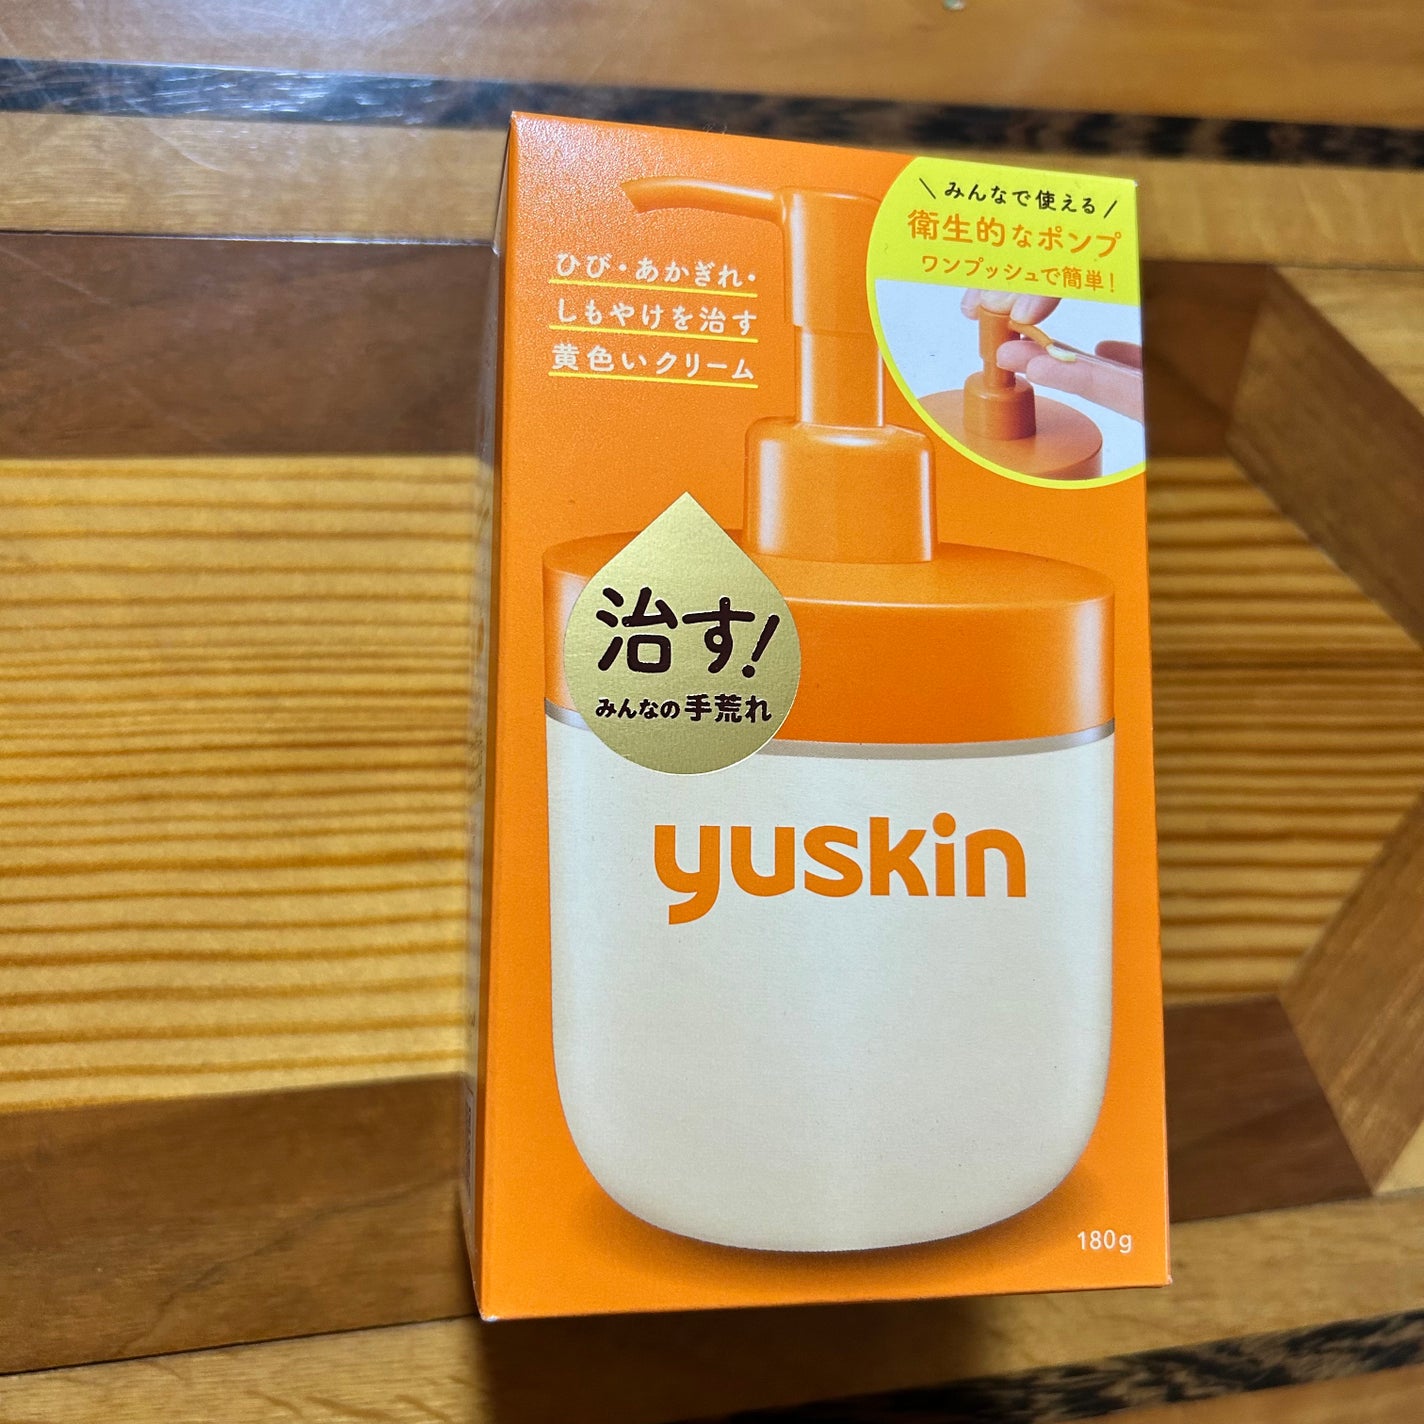 \ みんなで使える /
衛生的なポンプ
ワンプッシュで簡単!
ひび・あかぎれ・
しもやけを治す
黄色いクリーム
治す!
みんなの手荒れ
yuskin
180g